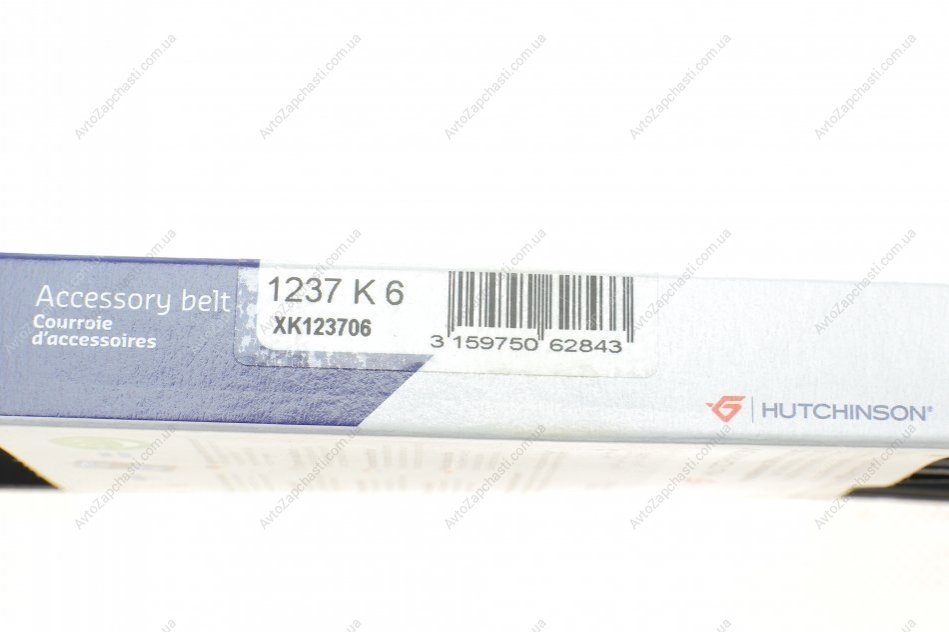 Accessory belt
Courroie
d'accessoires
1237 K 6
XK123706
3 159750 62843
HUTCHINSON®
AvtoZapchasti.com.ua